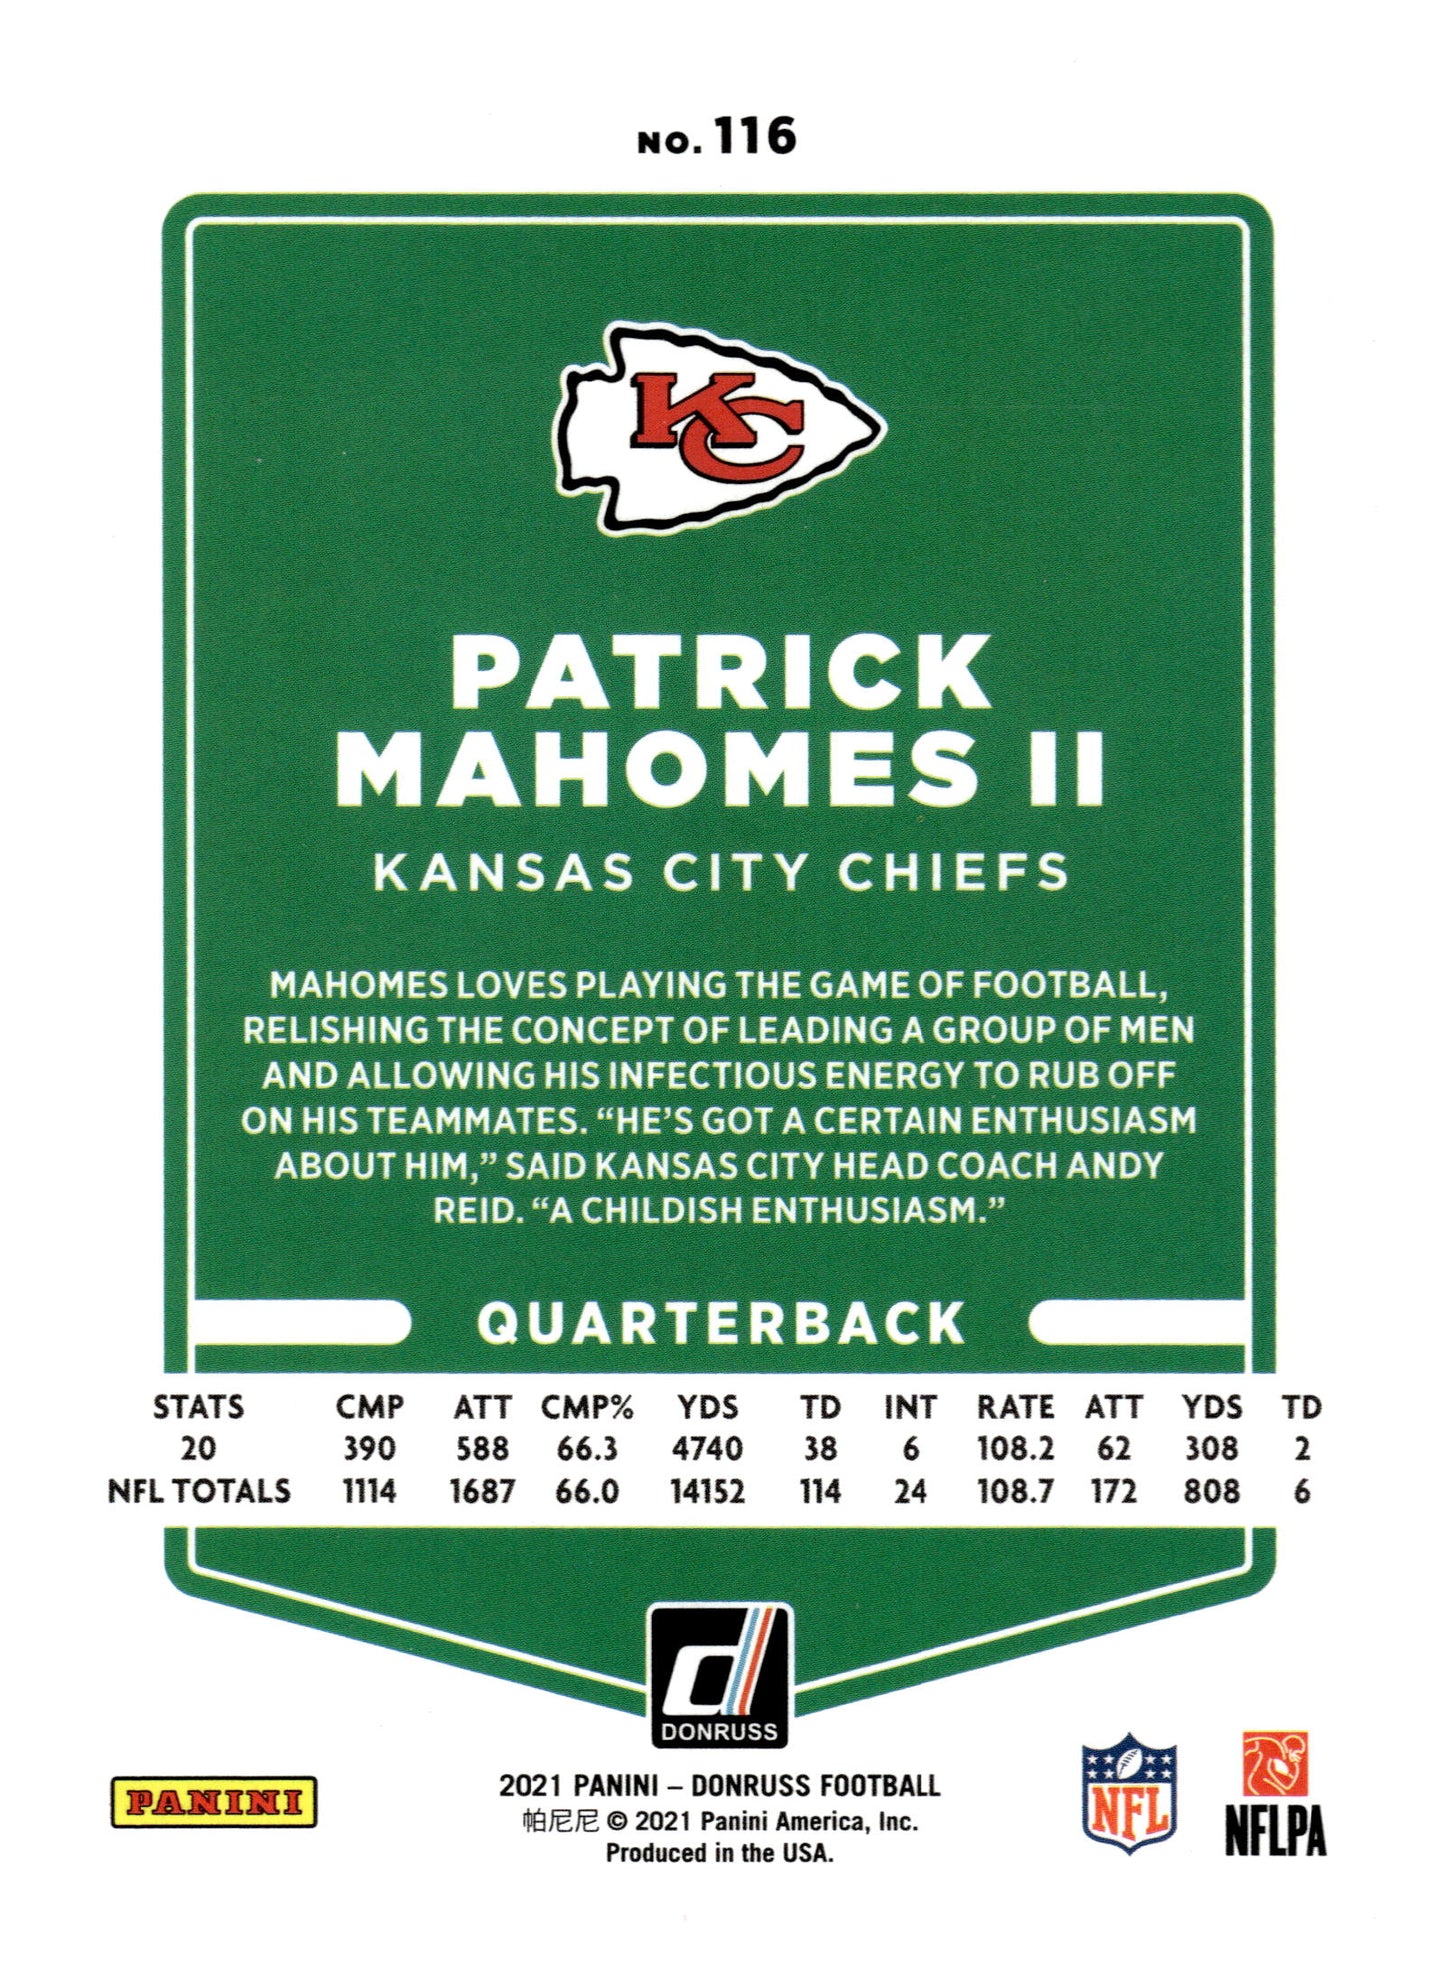 NO. 116
KC
PATRICK
MAHOMES II
KANSAS CITY CHIEFS
MAHOMES LOVES PLAYING THE GAME OF FOOTBALL,
RELISHING THE CONCEPT OF LEADING A GROUP OF MEN
AND ALLOWING HIS INFECTIOUS ENERGY TO RUB OFF
ON HIS TEAMMATES. “HE’S GOT A CERTAIN ENTHUSIASM
ABOUT HIM,” SAID KANSAS CITY HEAD COACH ANDY
REID. “A CHILDISH ENTHUSIASM.”
QUARTERBACK
STATS CMP ATT CMP% YDS TD INT RATE ATT YDS TD
20 390 588 66.3 4740 38 6 108.2 62 308 2
NFL TOTALS 1114 1687 66.0 14152 114 24 108.7 172 808 6
d
DONRUSS
PANINI
2021 PANINI – DONRUSS FOOTBALL
帕尼尼 © 2021 Panini America, Inc.
Produced in the USA.
NFL
NFLPA